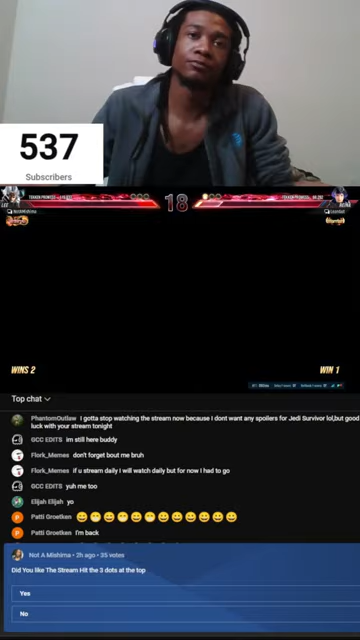 537
Subscribers
18
LEE
REINA
WINS 2
WIN 1
Top chat
PhantomOutlaw I gotta stop watching the stream now because I dont want any spoilers for Jedi Survivor lol,but good
luck with your stream tonight
GCC EDITS im still here buddy
Flork_Memes don't forget bout me bruh
Flork_Memes if u stream daily I will watch daily but for now I had to go
GCC EDITS yuh me too
Elijah Elijah yo
Patti Groetken 😀😁😀😁😀😁😀😀😀😀😀😀
Patti Groetken I'm back
Not A Mishima • 2h ago • 35 votes
Did You like The Stream Hit the 3 dots at the top
Yes
No